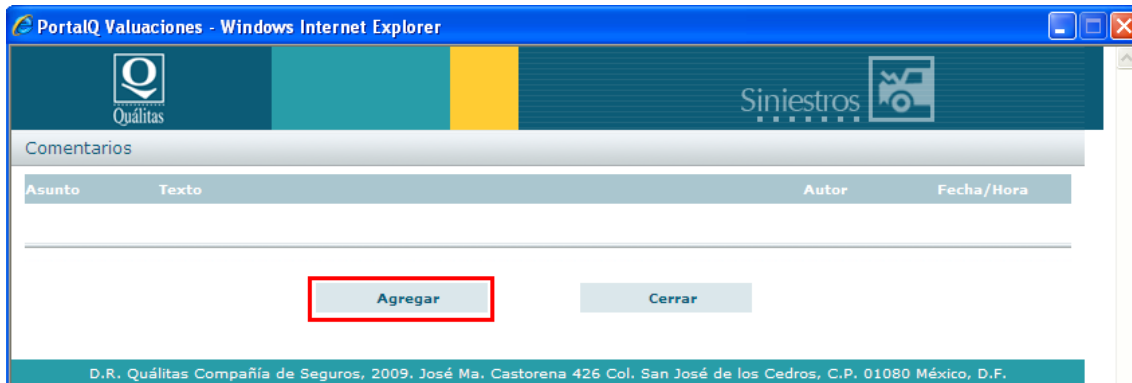 PortalQ Valuaciones - Windows Internet Explorer
Q
Quálitas
Siniestros
Comentarios
Asunto Texto Autor Fecha/Hora
Agregar Cerrar
D.R. Quálitas Compañía de Seguros, 2009. José Ma. Castorena 426 Col. San José de los Cedros, C.P. 01080 México, D.F.